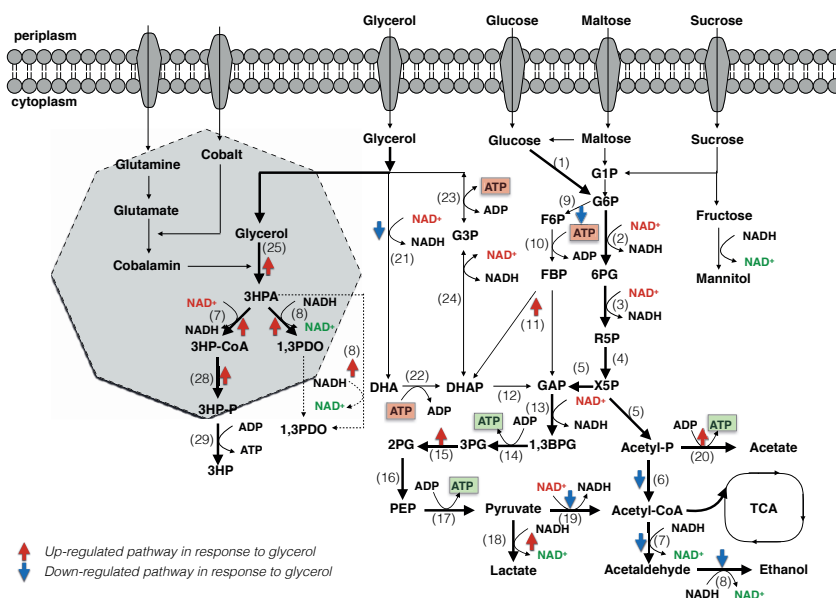 Glycerol
Glucose
Maltose
Sucrose
periplasm
cytoplasm
Glycerol
Glucose
Maltose
Sucrose
Glutamine
Cobalt
(1)
G1P
(23)
ATP
ADP
(9)
G6P
Glutamate
F6P
ATP
Fructose
NAD+
NADH
(21)
G3P
(10)
ADP
(2)
NAD+
NADH
NADH
NAD+
Glycerol
(25)
Cobalamin
NAD+
NADH
(24)
FBP
6PG
Mannitol
3HPA
NAD+
(7)
NADH
(8)
NADH
NAD+
(11)
(3)
NAD+
NADH
3HP-CoA
1,3PDO
(8)
R5P
(28)
NADH
NAD+
(4)
DHA
(22)
DHAP
(12)
GAP
(5)
X5P
3HP-P
ATP
ADP
(13)
NAD+
NADH
(5)
(29)
ADP
ATP
1,3PDO
ATP
ADP
ADP
ATP
2PG
(15)
3PG
(14)
1,3BPG
Acetyl-P
(20)
Acetate
3HP
(16)
ADP
ATP
NAD+
NADH
(6)
PEP
(17)
Pyruvate
(19)
Acetyl-CoA
TCA
(18)
NADH
NAD+
(7)
NADH
NAD+
Lactate
Acetaldehyde
Ethanol
NADH
(8)
NAD+
Up-regulated pathway in response to glycerol
Down-regulated pathway in response to glycerol